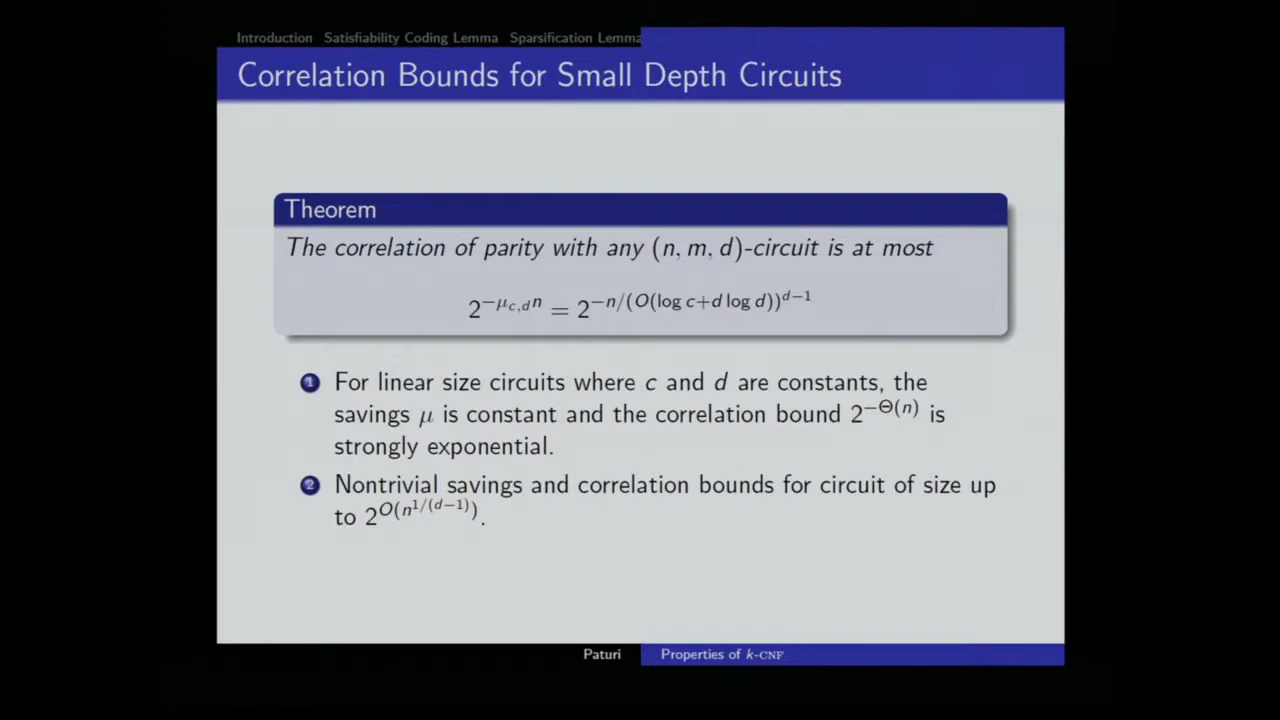 Introduction Satisfiability Coding Lemma Sparsification Lemma
Correlation Bounds for Small Depth Circuits
Theorem
The correlation of parity with any (n, m, d)-circuit is at most
2^{-μ_{c,d}n} = 2^{-n/(O(log c+d log d))^{d-1}}
1 For linear size circuits where c and d are constants, the
savings μ is constant and the correlation bound 2^{-Θ(n)} is
strongly exponential.
2 Nontrivial savings and correlation bounds for circuit of size up
to 2^{O(n^{1/(d-1)})}.
Paturi Properties of k-CNF